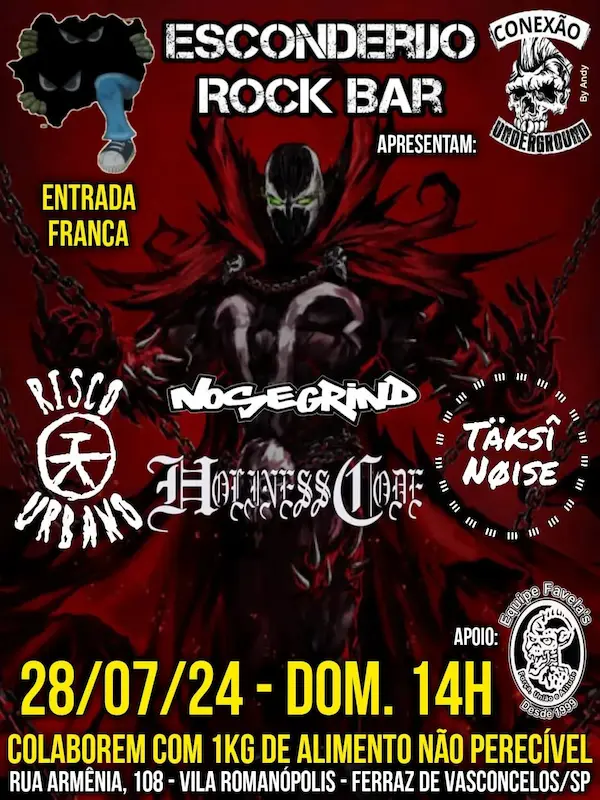 ESCONDERIJO
ROCK BAR
CONEXÃO
UNDERGROUND
By Andy
APRESENTAM:
ENTRADA
FRANCA
RISCO
URBANO
NOSEGRIND
HOLINESS CODE
TÄKSÎ
NØISE
APOIO:
Equipe Favela's
Força, União e Atitude
Desde 1999
28/07/24 - DOM. 14H
COLABOREM COM 1KG DE ALIMENTO NÃO PERECÍVEL
RUA ARMÊNIA, 108 - VILA ROMANÓPOLIS - FERRAZ DE VASCONCELOS/SP